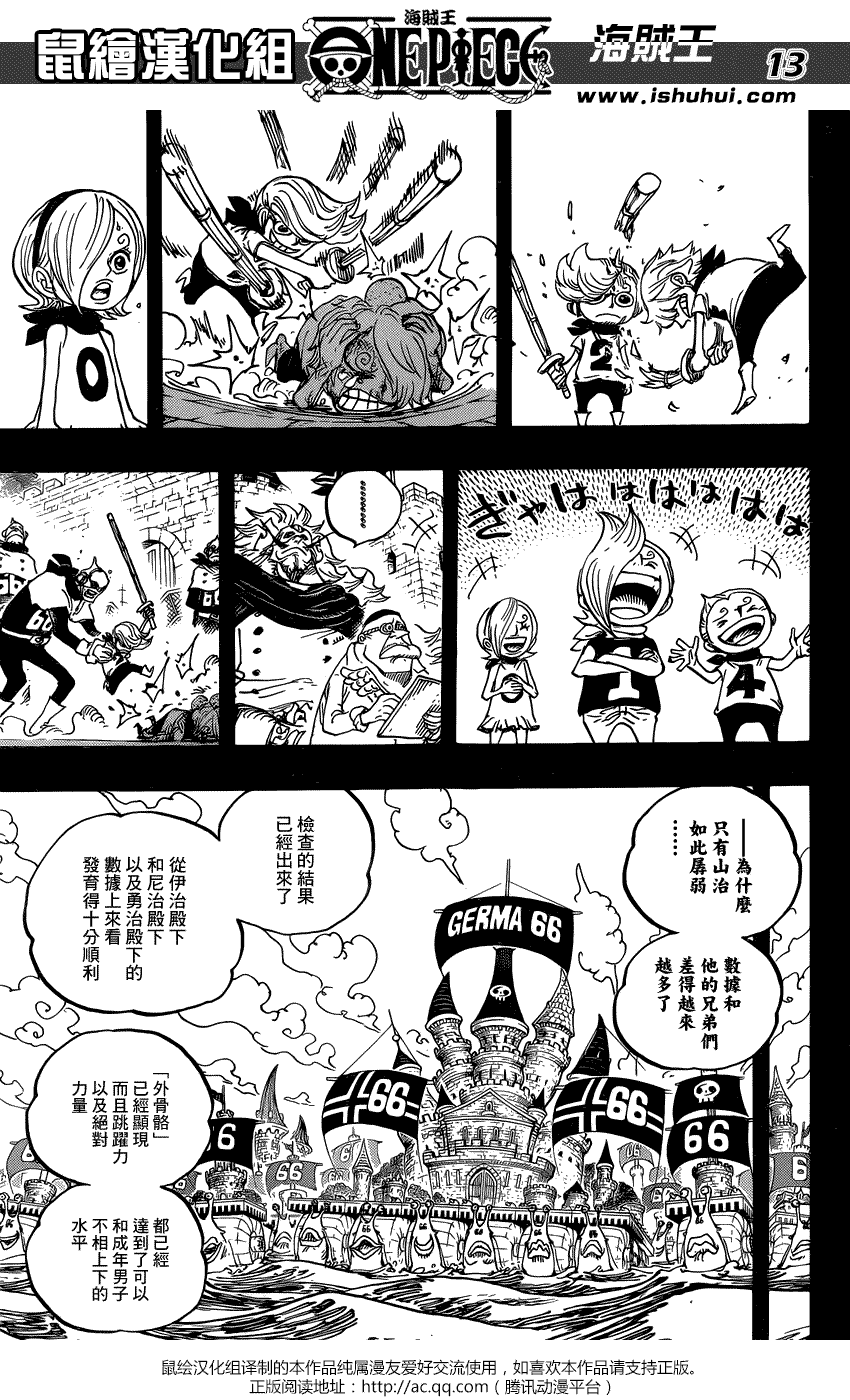 鼠繪漢化組
海賊王
ONE PIECE
海賊王
13
www.ishuhui.com
2
0
ぎゃははははははは
4
1
0
…………
66
——為什麼
只有山治
如此孱弱
……
數據和
他的兄弟們
差得越來
越多了
檢查的結果
已經出來了
從伊治殿下
和尼治殿下
以及勇治殿下的
數據上來看
發育得十分順利
「外骨骼」
已經顯現
而且跳躍力
以及絕對
力量
都已經
達到了可以
和成年男子
不相上下的
水平
GERMA 66
66
66
66
66
66
鼠绘汉化组译制的本作品纯属漫友爱好交流使用，如喜欢本作品请支持正版。
正版阅读地址：http://ac.qq.com（腾讯动漫平台）